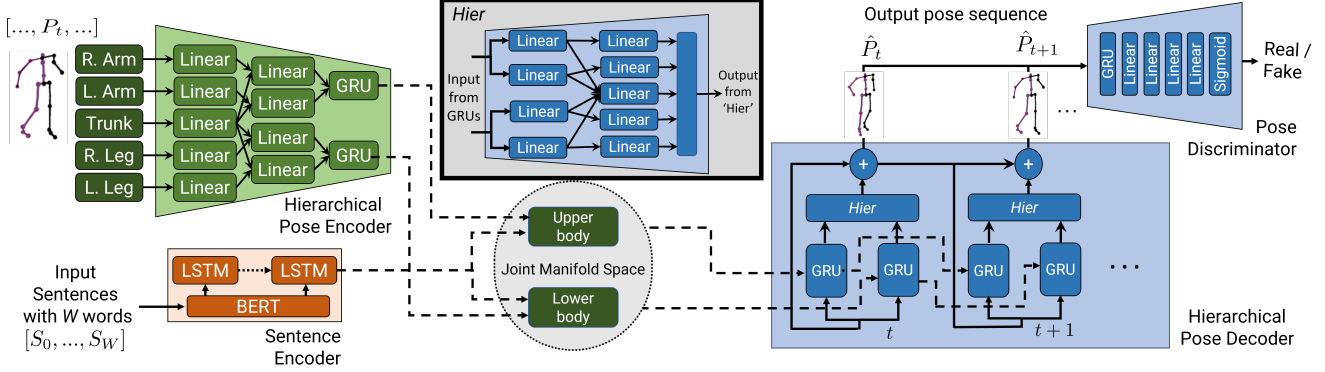 [..., P_t, ...]
R. Arm
L. Arm
Trunk
R. Leg
L. Leg
Linear
Linear
Linear
Linear
Linear
Linear
Linear
Linear
Linear
GRU
GRU
Hierarchical
Pose Encoder
Input
Sentences
with W words
[S_0, ..., S_W]
LSTM
LSTM
BERT
Sentence
Encoder
Hier
Input
from
GRUs
Linear
Linear
Linear
Linear
Linear
Linear
Linear
Linear
Linear
Output
from
‘Hier’
Upper
body
Joint Manifold Space
Lower
body
Output pose sequence
P̂_t
P̂_{t+1}
...
GRU
Linear
Linear
Linear
Linear
Sigmoid
Real /
Fake
Pose
Discriminator
+
+
Hier
Hier
GRU
GRU
GRU
GRU
...
t
t + 1
Hierarchical
Pose Decoder